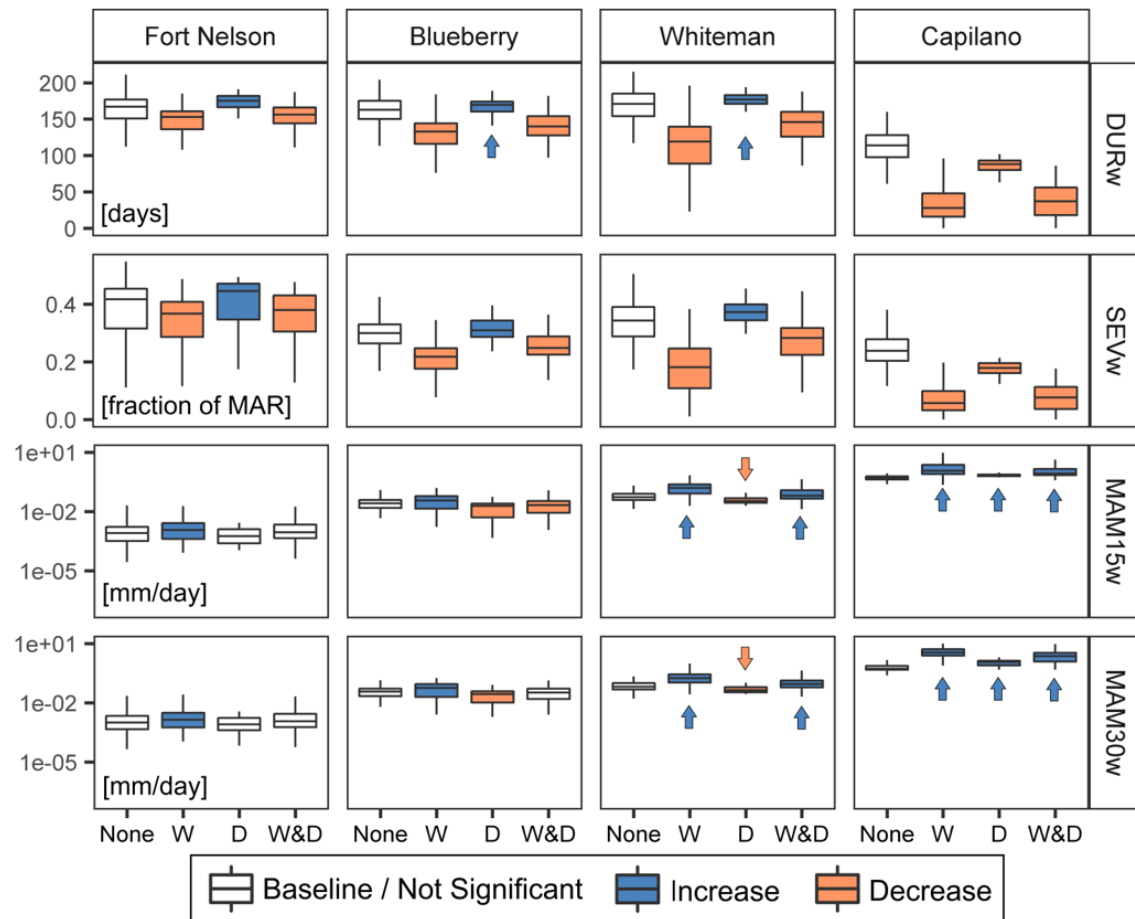 Fort Nelson Blueberry Whiteman Capilano
200
150
100
50
0
[days]
DURw
0.4
0.2
0.0
[fraction of MAR]
SEVw
1e+01
1e-02
1e-05
[mm/day]
MAM15w
1e+01
1e-02
1e-05
[mm/day]
MAM30w
None W D W&D None W D W&D None W D W&D None W D W&D
Baseline / Not Significant Increase Decrease